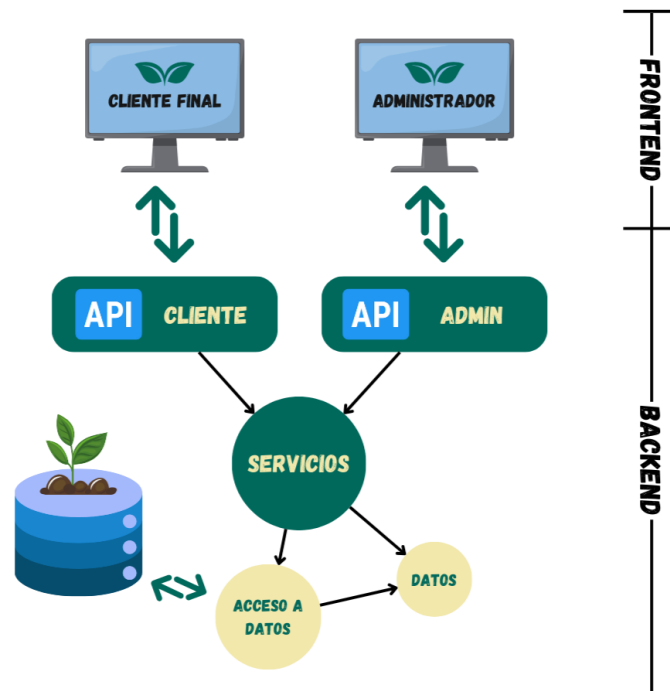 CLIENTE FINAL
ADMINISTRADOR
FRONTEND
API CLIENTE
API ADMIN
BACKEND
SERVICIOS
DATOS
ACCESO A
DATOS